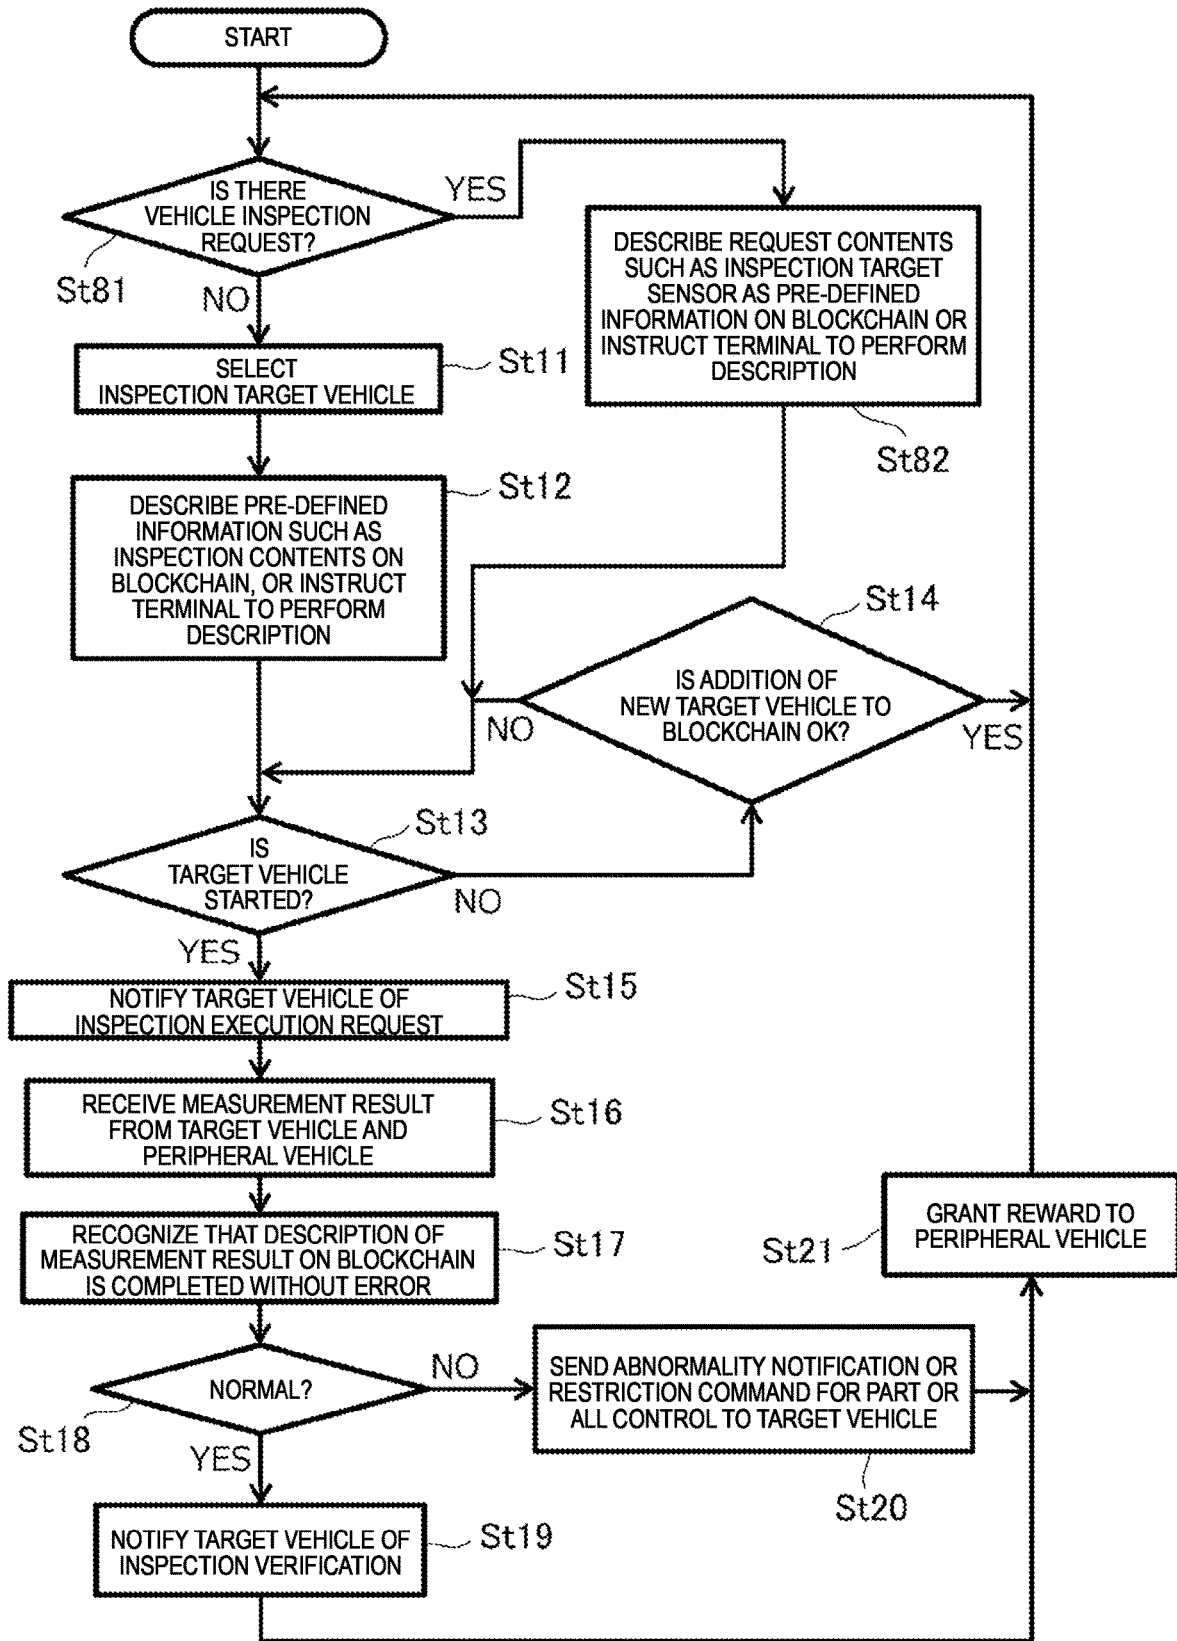 START
IS THERE
VEHICLE INSPECTION
REQUEST?
YES
St81
NO
DESCRIBE REQUEST CONTENTS
SUCH AS INSPECTION TARGET
SENSOR AS PRE-DEFINED
INFORMATION ON BLOCKCHAIN OR
INSTRUCT TERMINAL TO PERFORM
DESCRIPTION
St82
SELECT
INSPECTION TARGET VEHICLE
St11
DESCRIBE PRE-DEFINED
INFORMATION SUCH AS
INSPECTION CONTENTS ON
BLOCKCHAIN, OR INSTRUCT
TERMINAL TO PERFORM
DESCRIPTION
St12
St14
IS ADDITION OF
NEW TARGET VEHICLE TO
BLOCKCHAIN OK?
NO
YES
St13
IS
TARGET VEHICLE
STARTED?
NO
YES
NOTIFY TARGET VEHICLE OF
INSPECTION EXECUTION REQUEST
St15
RECEIVE MEASUREMENT RESULT
FROM TARGET VEHICLE AND
PERIPHERAL VEHICLE
St16
RECOGNIZE THAT DESCRIPTION OF
MEASUREMENT RESULT ON BLOCKCHAIN
IS COMPLETED WITHOUT ERROR
St17
GRANT REWARD TO
PERIPHERAL VEHICLE
St21
NORMAL?
NO
St18
YES
SEND ABNORMALITY NOTIFICATION OR
RESTRICTION COMMAND FOR PART OR
ALL CONTROL TO TARGET VEHICLE
St20
NOTIFY TARGET VEHICLE OF
INSPECTION VERIFICATION
St19